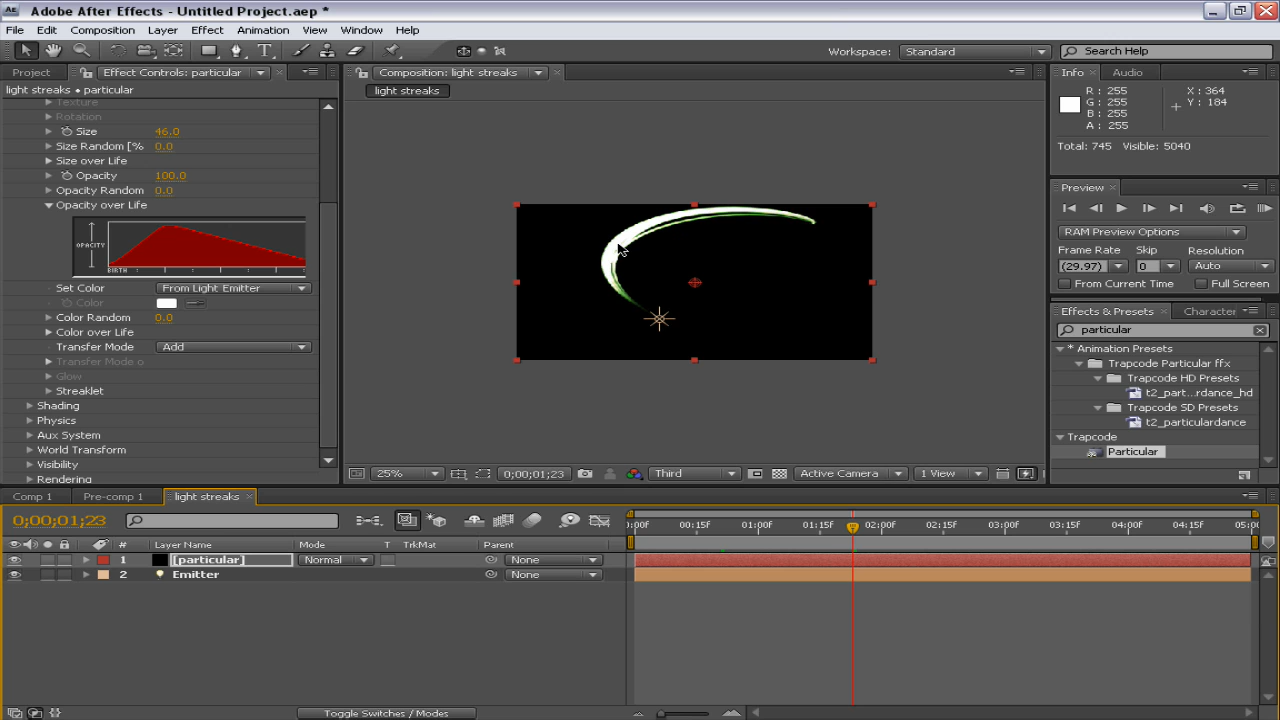 Adobe After Effects - Untitled Project.aep *
File Edit Composition Layer Effect Animation View Window Help
Workspace: Standard Search Help
Project Effect Controls: particular
light streaks • particular
Texture
Rotation
Size 46.0
Size Random [% 0.0
Size over Life
Opacity 100.0
Opacity Random 0.0
Opacity over Life
OPACITY
BIRTH
Set Color From Light Emitter
Color
Color Random 0.0
Color over Life
Transfer Mode Add
Transfer Mode o
Glow
Streaklet
Shading
Physics
Aux System
World Transform
Visibility
Rendering
Composition: light streaks
light streaks
25% 0;00;01;23 Third Active Camera 1 View
Info Audio
R : 255
G : 255
B : 255
A : 255
X : 364
Y : 184
Total: 745 Visible: 5040
Preview
RAM Preview Options
Frame Rate Skip Resolution
(29.97) 0 Auto
From Current Time Full Screen
Effects & Presets Character
particular
* Animation Presets
Trapcode Particular ffx
Trapcode HD Presets
t2_part...rdance_hd
Trapcode SD Presets
t2_particulardance
Trapcode
Particular
Comp 1 Pre-comp 1 light streaks
0;00;01;23
:00F 00:15F 01:00F 01:15F 02:00F 02:15F 03:00F 03:15F 04:00F 04:15F 05:0
# Layer Name Mode T TrkMat Parent
1 [particular] Normal None
2 Emitter None
Toggle Switches / Modes